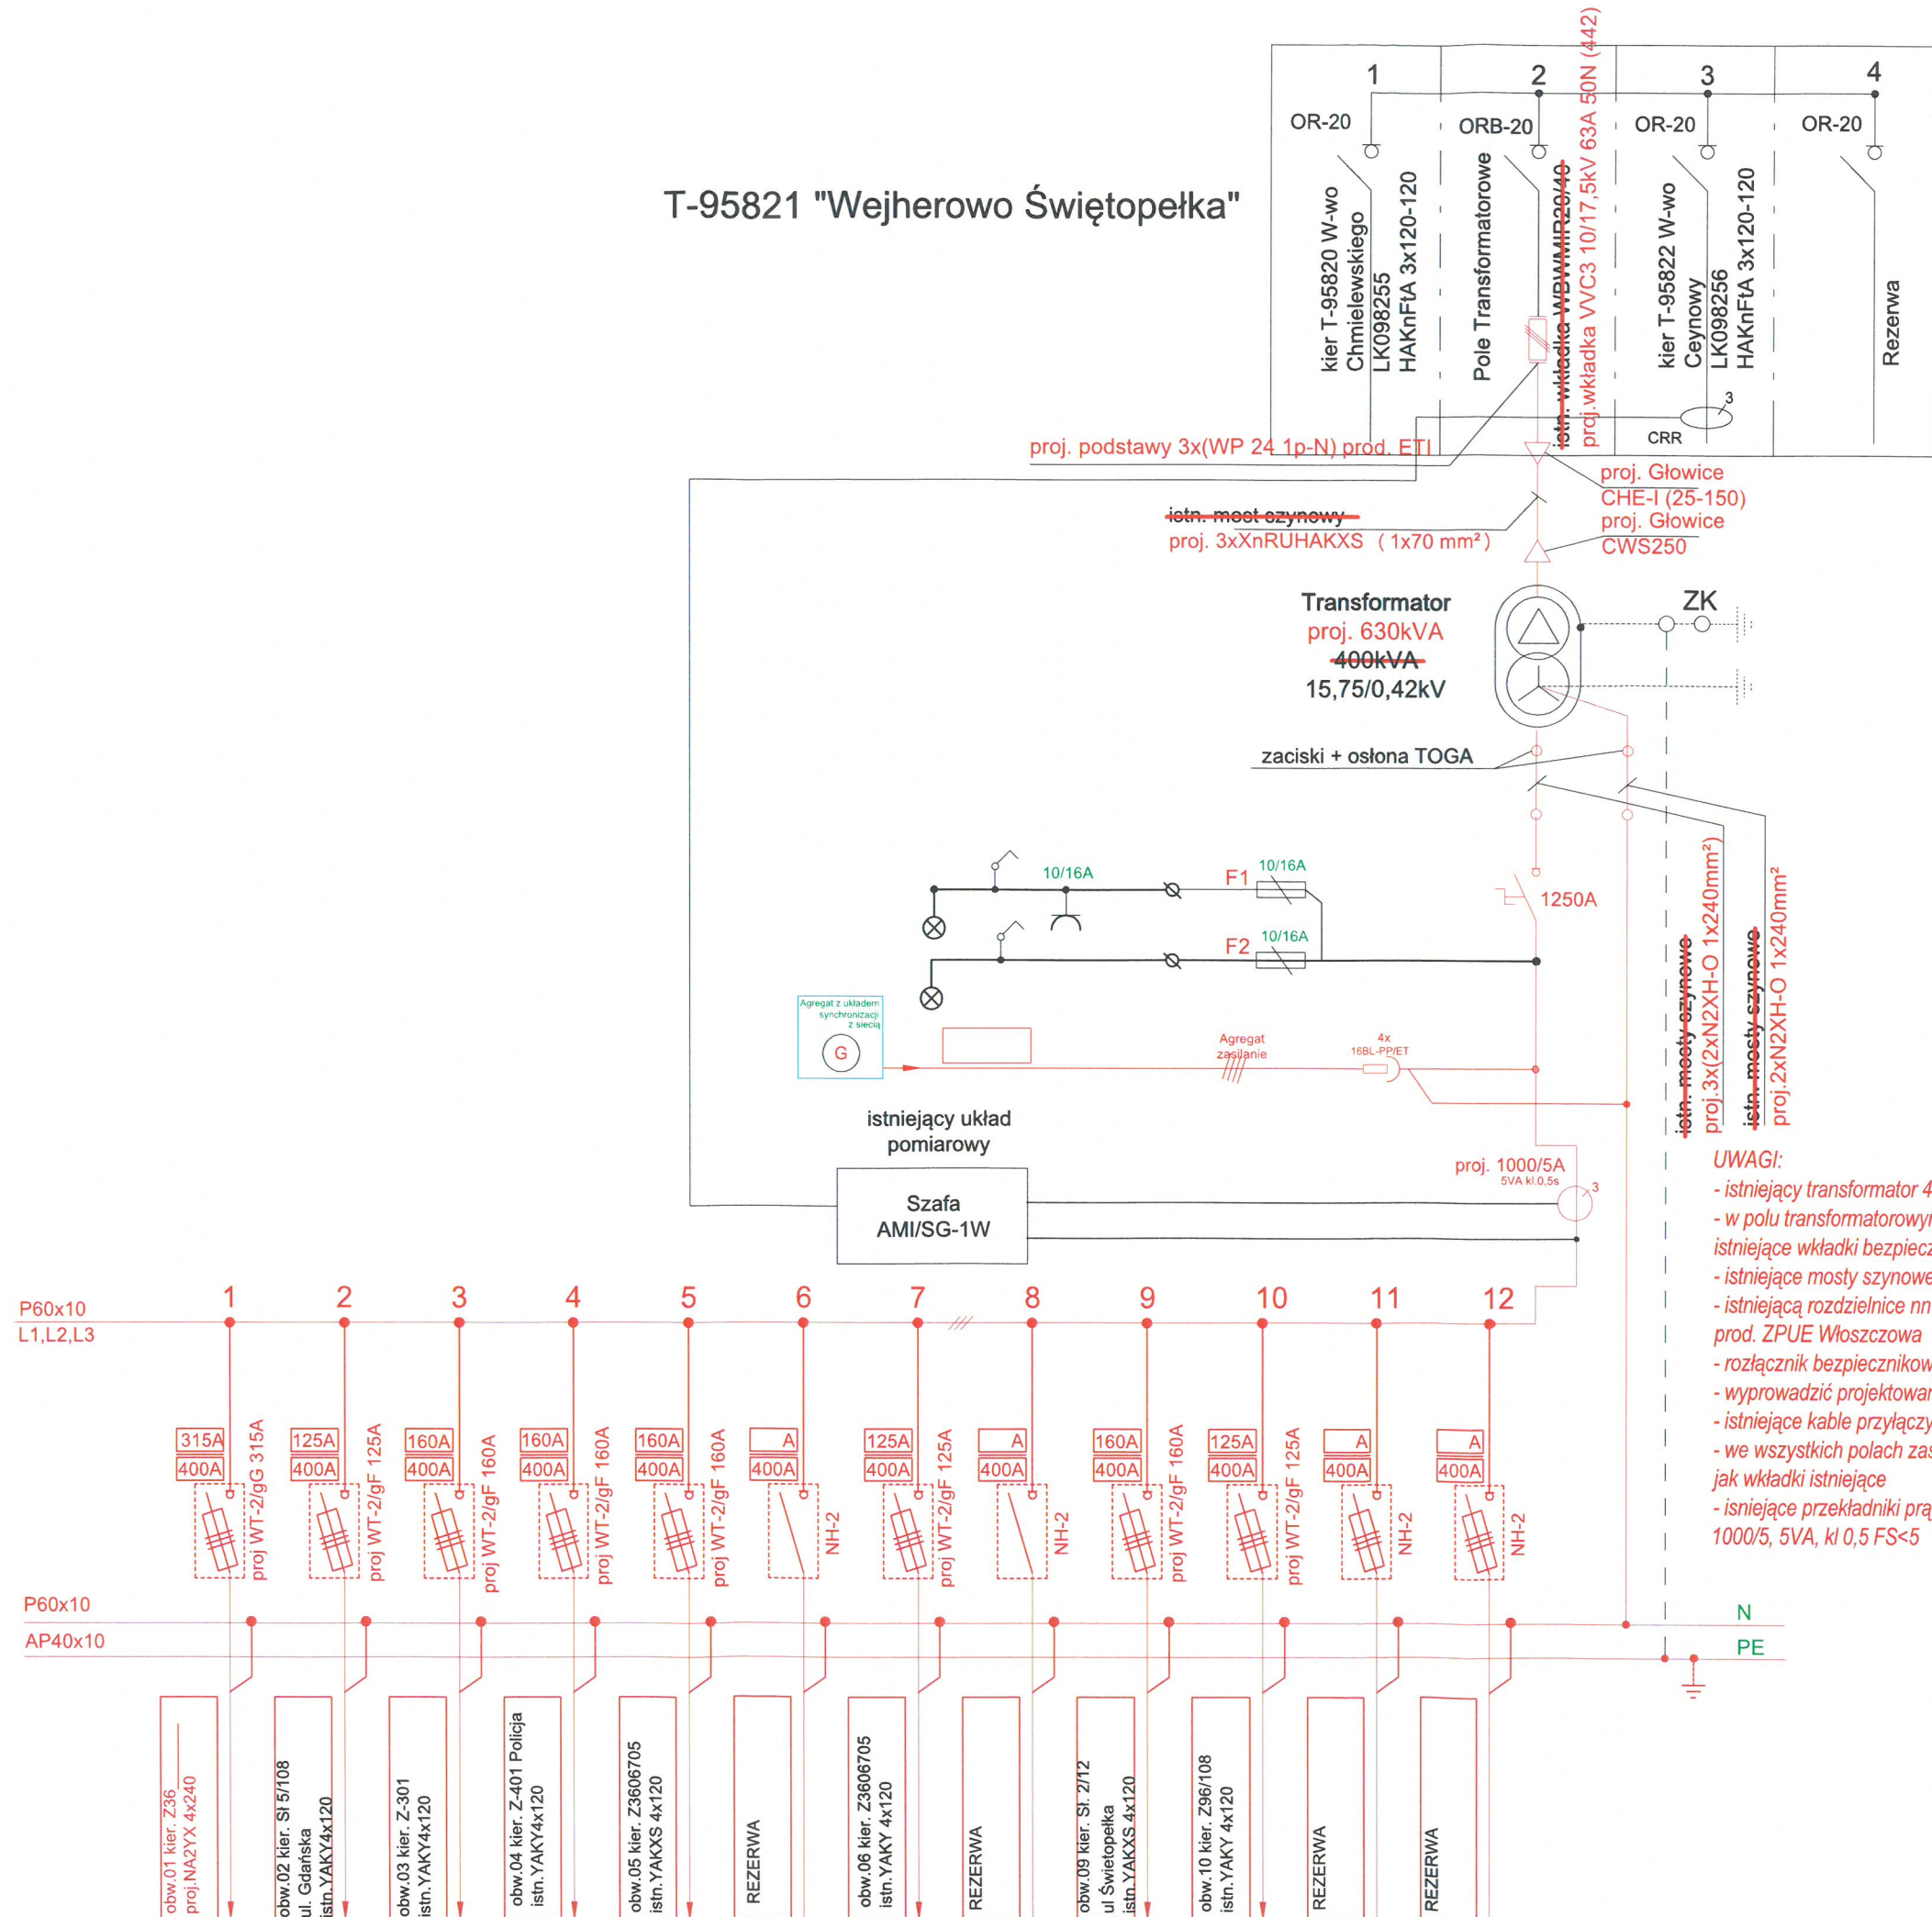 1
2
3
4
OR-20
ORB-20
OR-20
OR-20
kier T-95820 W-wo
Chmielewskiego
LK098255
HAKnFtA 3x120-120
Pole Transformatorowe
istn. wkładka WBWMIR20/40
proj.wkładka VVC3 10/17,5kV 63A 50N (442)
kier T-95822 W-wo
Ceynowy
LK098256
HAKnFtA 3x120-120
Rezerwa
3
CRR
T-95821 "Wejherowo Świętopełka"
proj. podstawy 3x(WP 24 1p-N) prod. ETI
proj. Głowice
CHE-I (25-150)
proj. Głowice
CWS250
istn. most szynowy
proj. 3xXnRUHAKXS (1x70 mm²)
Transformator
proj. 630kVA
400kVA
15,75/0,42kV
ZK
zaciski + osłona TOGA
1250A
10/16A
F1
10/16A
F2
10/16A
istn. mosty szynowe
proj.3x(2xN2XH-O 1x240mm²)
istn. mosty szynowe
proj.2xN2XH-O 1x240mm²
Agregat z układem
synchronizacji
z siecią
G
Agregat
zasilanie
4x
16BL-PP/ET
istniejący układ
pomiarowy
Szafa
AMI/SG-1W
proj. 1000/5A
5VA kl.0,5s
3
UWAGI:
- istniejący transformator 4
- w polu transformatorowy
istniejące wkładki bezpiecz
- istniejące mosty szynowe
- istniejącą rozdzielnice nn
prod. ZPUE Włoszczowa
- rozłącznik bezpiecznikow
- wyprowadzić projektowa
- istniejące kable przyłączy
- we wszystkich polach zas
jak wkładki istniejące
- isniejące przekładniki prą
1000/5, 5VA, kl 0,5 FS<5
P60x10
L1,L2,L3
1
2
3
4
5
6
7
8
9
10
11
12
315A
400A
proj WT-2/gG 315A
125A
400A
proj WT-2/gF 125A
160A
400A
proj WT-2/gF 160A
160A
400A
proj WT-2/gF 160A
160A
400A
proj WT-2/gF 160A
A
400A
NH-2
125A
400A
proj WT-2/gF 125A
A
400A
NH-2
160A
400A
proj WT-2/gF 160A
125A
400A
proj WT-2/gF 125A
A
400A
NH-2
A
400A
NH-2
P60x10
AP40x10
N
PE
obw.01 kier. Z36____
proj.NA2YX 4x240
obw.02 kier. Sł 5/108
ul. Gdańska
istn.YAKY4x120
obw.03 kier. Z-301
istn.YAKY4x120
obw.04 kier. Z-401 Policja
istn.YAKY4x120
obw.05 kier. Z3606705
istn.YAKXS 4x120
REZERWA
obw.06 kier. Z3606705
istn.YAKY 4x120
REZERWA
obw.09 kier. Sł. 2/12
ul Świetopełka
istn.YAKXS 4x120
obw.10 kier. Z96/108
istn.YAKY 4x120
REZERWA
REZERWA